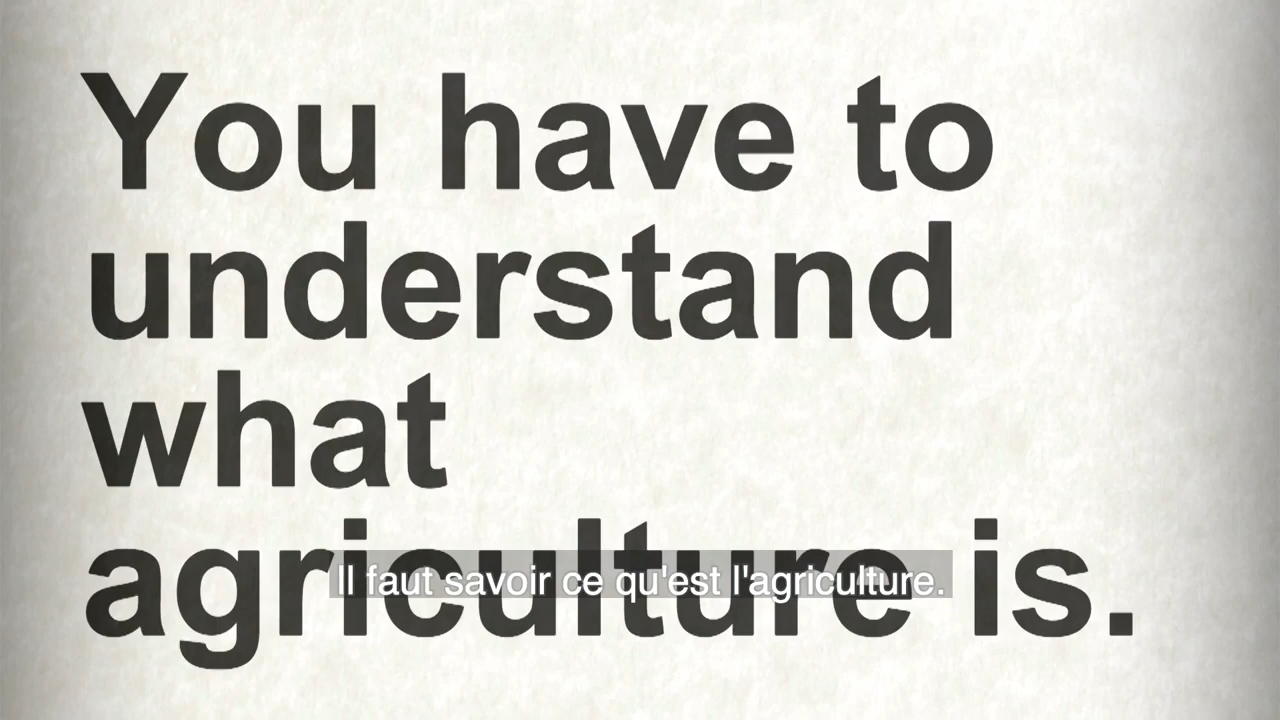 You have to
understand
what
agriculture is.
Il faut savoir ce qu'est l'agriculture.